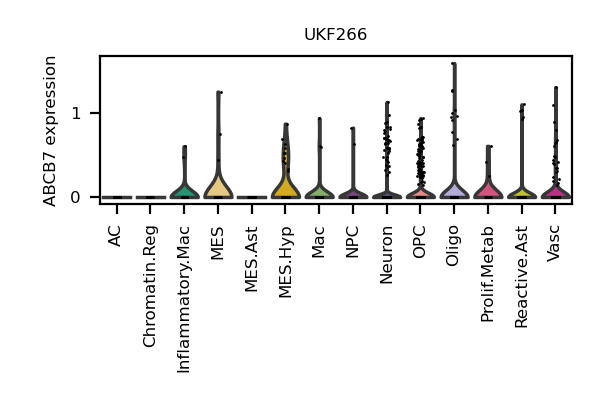 UKF266
ABCB7 expression
1
0
AC
Chromatin.Reg
Inflammatory.Mac
MES
MES.Ast
MES.Hyp
Mac
NPC
Neuron
OPC
Oligo
Prolif.Metab
Reactive.Ast
Vasc